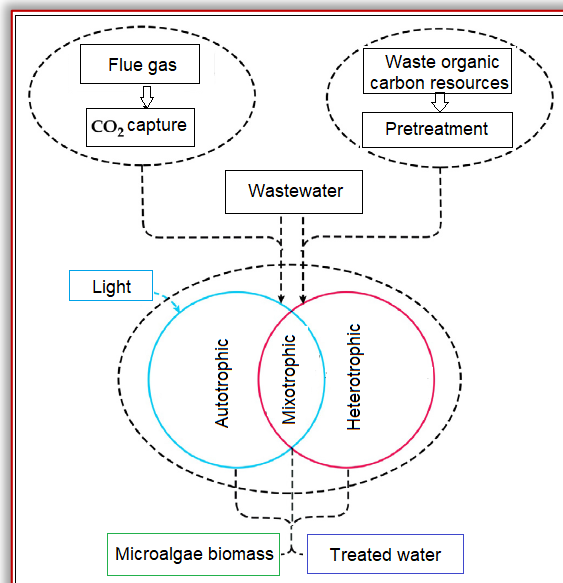 Flue gas
CO₂ capture
Waste organic
carbon resources
Pretreatment
Wastewater
Light
Autotrophic
Mixotrophic
Heterotrophic
Microalgae biomass
Treated water